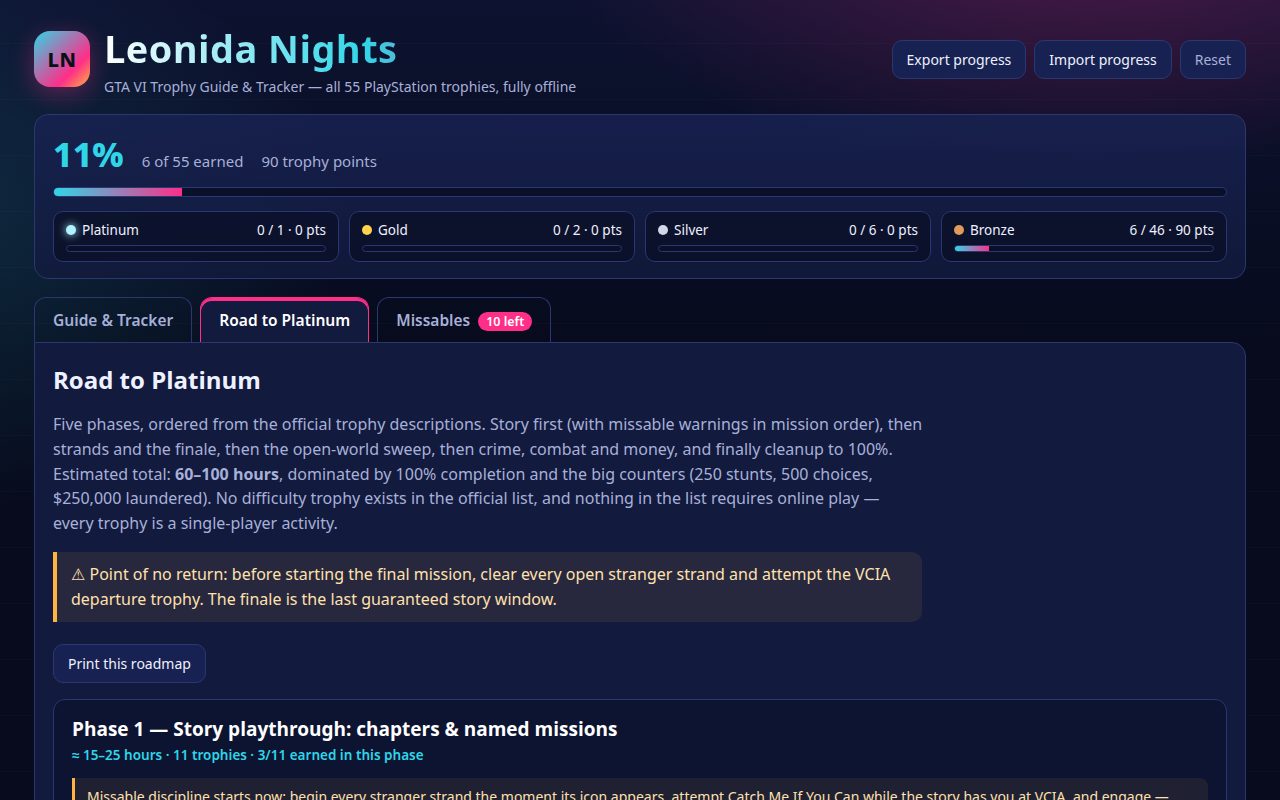 LN
Leonida Nights
GTA VI Trophy Guide & Tracker — all 55 PlayStation trophies, fully offline
Export progress
Import progress
Reset
11%
6 of 55 earned
90 trophy points
Platinum
0 / 1 · 0 pts
Gold
0 / 2 · 0 pts
Silver
0 / 6 · 0 pts
Bronze
6 / 46 · 90 pts
Guide & Tracker
Road to Platinum
Missables
10 left
Road to Platinum
Five phases, ordered from the official trophy descriptions. Story first (with missable warnings in mission order), then
strands and the finale, then the open-world sweep, then crime, combat and money, and finally cleanup to 100%.
Estimated total: 60–100 hours, dominated by 100% completion and the big counters (250 stunts, 500 choices,
$250,000 laundered). No difficulty trophy exists in the official list, and nothing in the list requires online play —
every trophy is a single-player activity.
⚠ Point of no return: before starting the final mission, clear every open stranger strand and attempt the VCIA
departure trophy. The finale is the last guaranteed story window.
Print this roadmap
Phase 1 — Story playthrough: chapters & named missions
≈ 15–25 hours · 11 trophies · 3/11 earned in this phase
Missable discipline starts now: begin every stranger strand the moment its icon appears, attempt Catch Me If You Can while the story has you at VCIA, and engage —